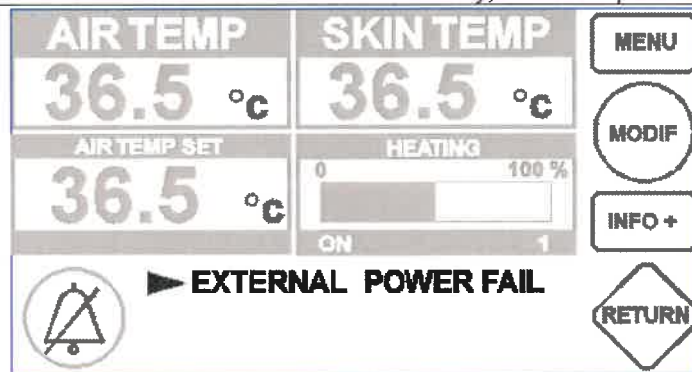 AIR TEMP
36.5 °C
SKIN TEMP
36.5 °C
AIR TEMP SET
36.5 °C
HEATING
0 100 %
ON 1
EXTERNAL POWER FAIL
MENU
MODIF
INFO +
RETURN